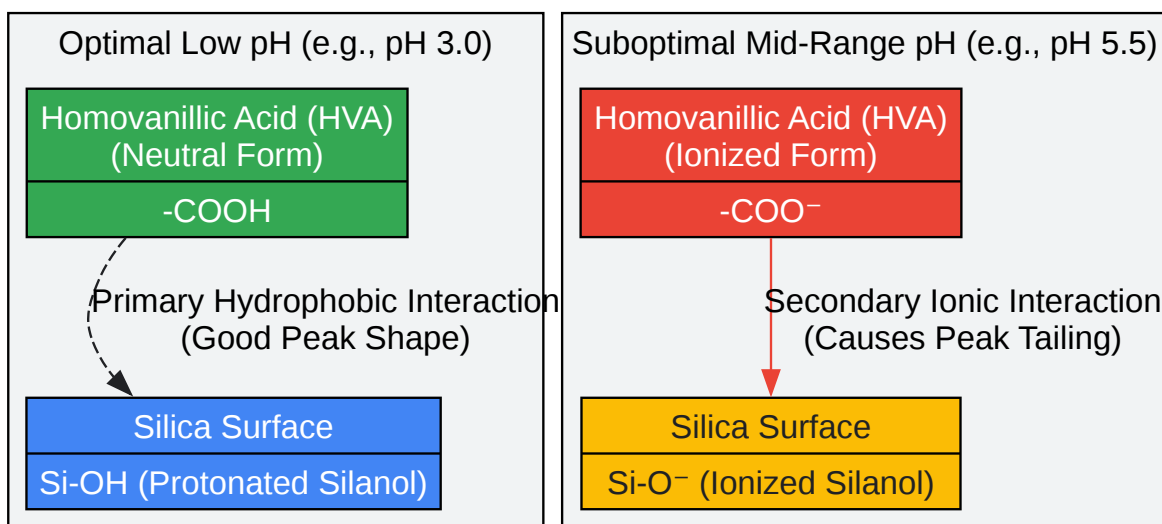 Optimal Low pH (e.g., pH 3.0)
Homovanillic Acid (HVA)
(Neutral Form)
-COOH
Primary Hydrophobic Interaction
(Good Peak Shape)
Silica Surface
Si-OH (Protonated Silanol)
Suboptimal Mid-Range pH (e.g., pH 5.5)
Homovanillic Acid (HVA)
(Ionized Form)
-COO⁻
Secondary Ionic Interaction
(Causes Peak Tailing)
Silica Surface
Si-O⁻ (Ionized Silanol)